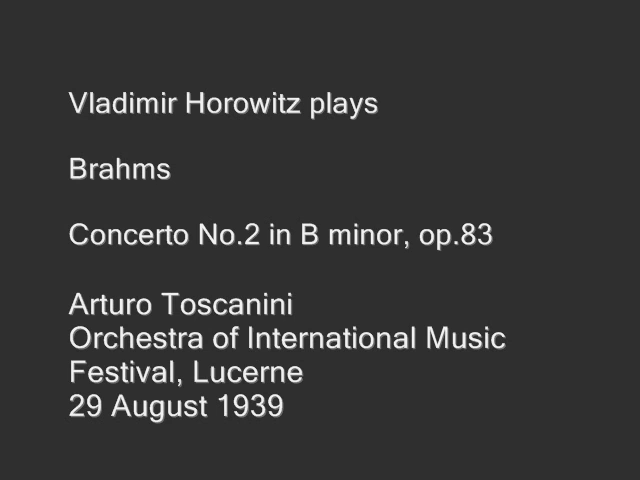 Vladimir Horowitz plays
Brahms
Concerto No.2 in B minor, op.83
Arturo Toscanini
Orchestra of International Music
Festival, Lucerne
29 August 1939